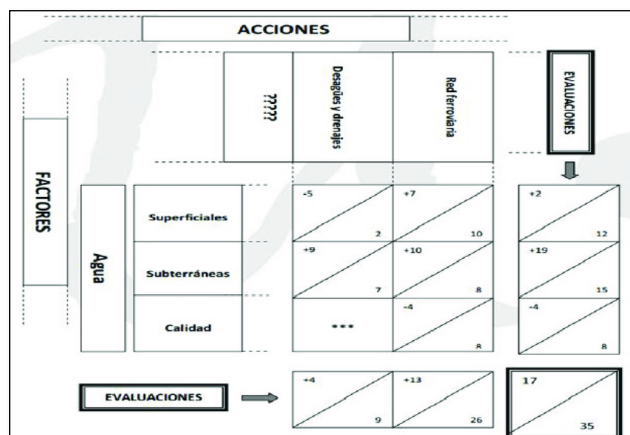 ACCIONES
?????
Desagües y drenajes
Red ferroviaria
EVALUACIONES
FACTORES
Agua
Superficiales
-5
2
+7
10
+2
12
Subterráneas
+9
7
+10
8
+19
15
Calidad
***
-4
8
-4
8
EVALUACIONES
+4
9
+13
26
17
35